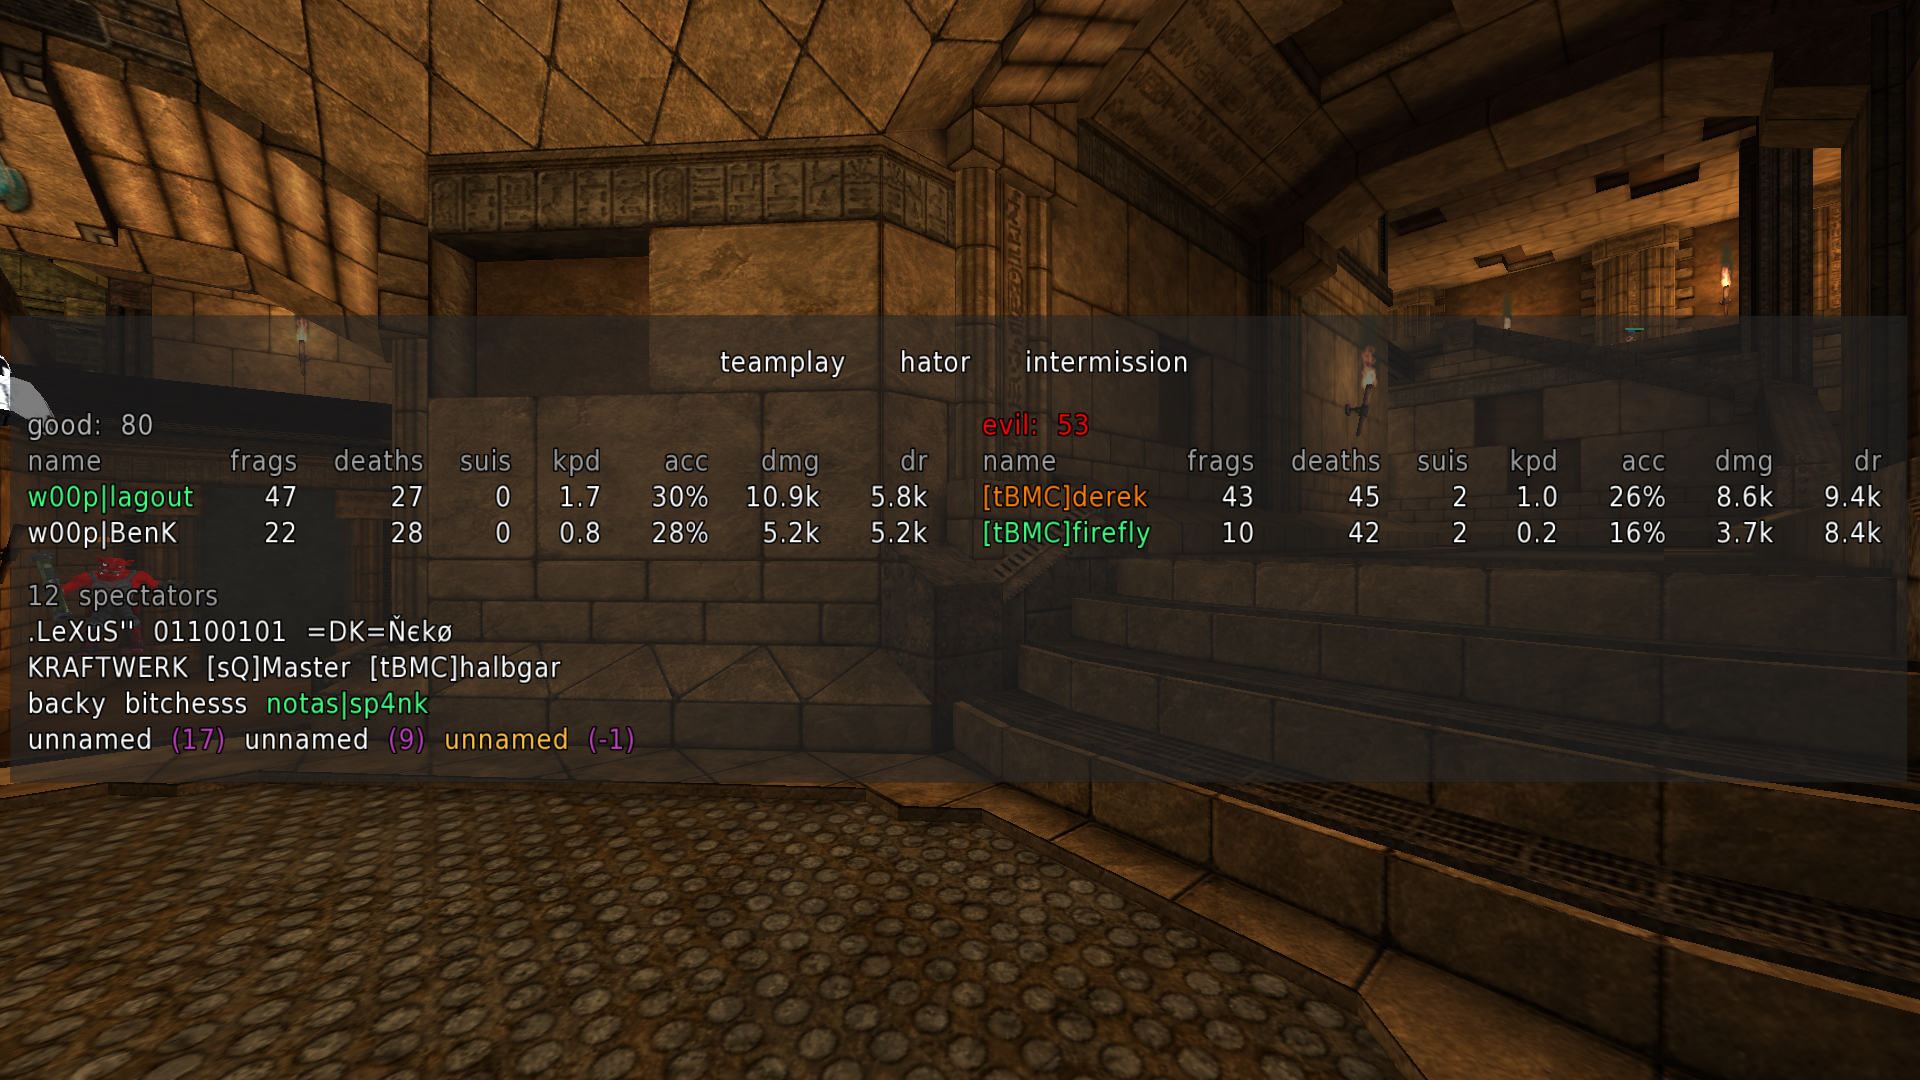 teamplay hator intermission
good: 80
name frags deaths suis kpd acc dmg dr
w00p|lagout 47 27 0 1.7 30% 10.9k 5.8k
w00p|BenK 22 28 0 0.8 28% 5.2k 5.2k
evil: 53
name frags deaths suis kpd acc dmg dr
[tBMC]derek 43 45 2 1.0 26% 8.6k 9.4k
[tBMC]firefly 10 42 2 0.2 16% 3.7k 8.4k
12 spectators
.LeXuS'' 01100101 =DK=Ňєkø
KRAFTWERK [sQ]Master [tBMC]halbgar
backy bitchesss notas|sp4nk
unnamed (17) unnamed (9) unnamed (-1)